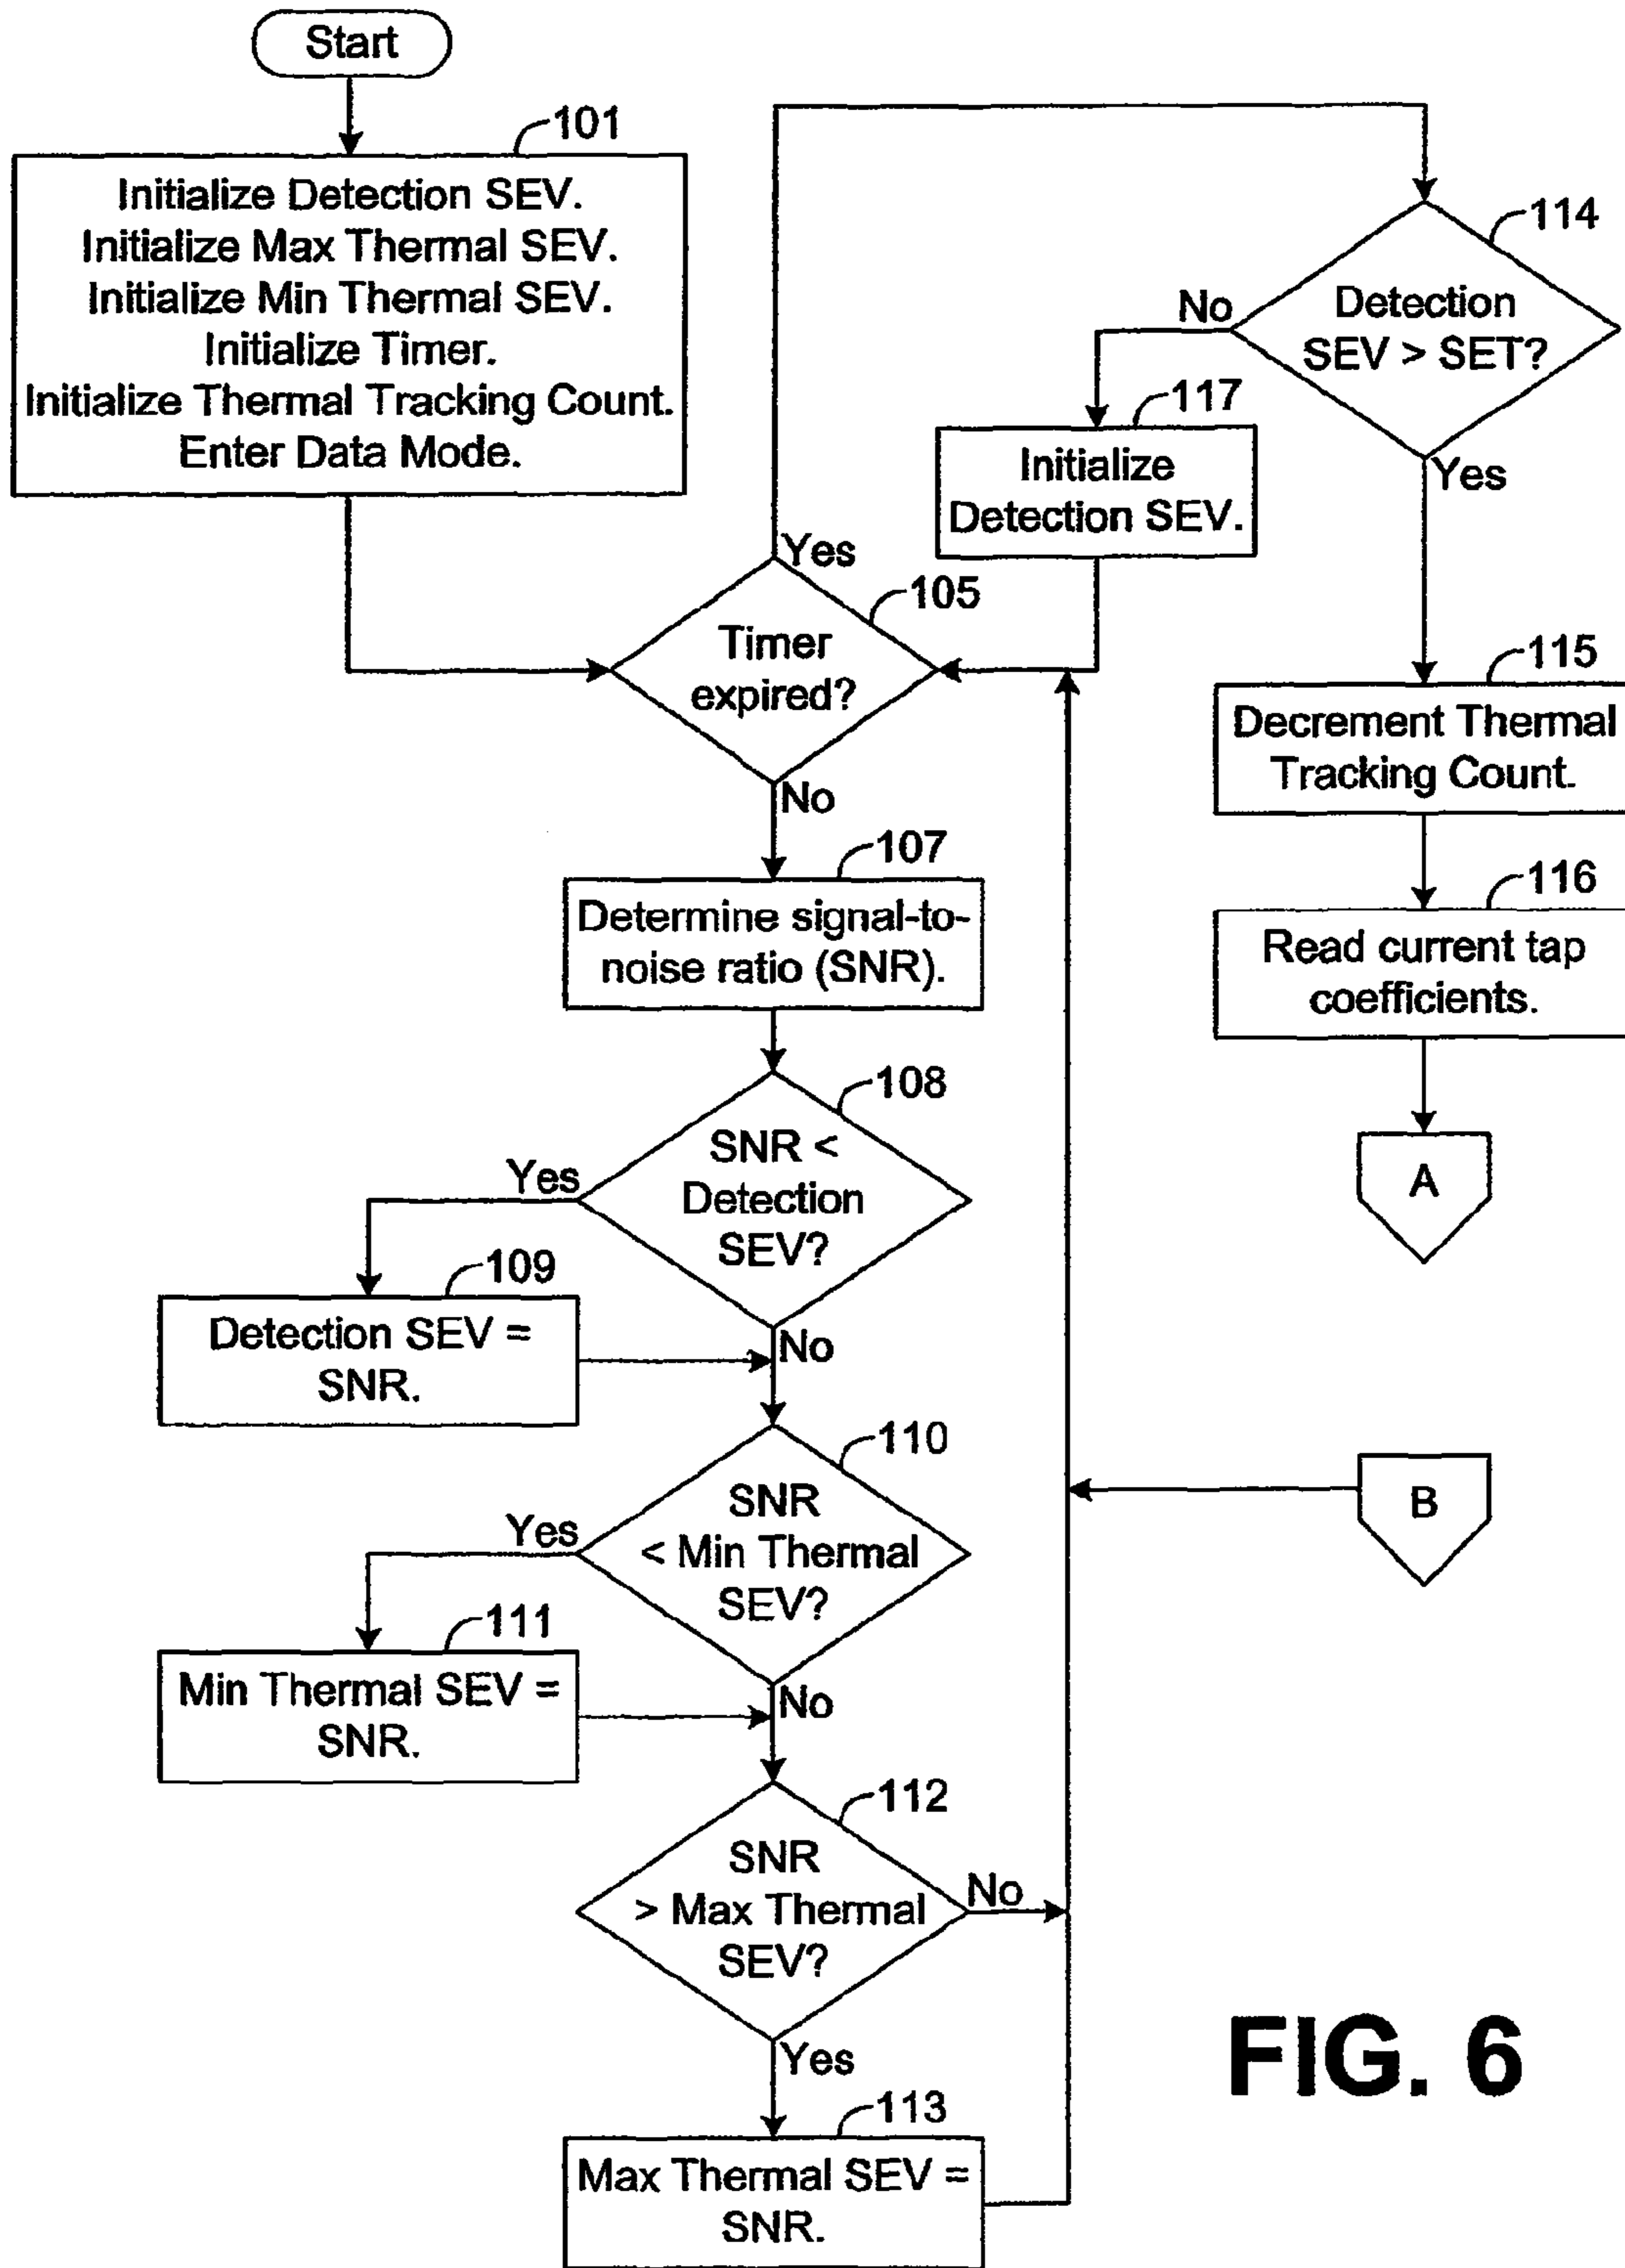 Start
101
Initialize Detection SEV.
Initialize Max Thermal SEV.
Initialize Min Thermal SEV.
Initialize Timer.
Initialize Thermal Tracking Count.
Enter Data Mode.
Yes
105
Timer
expired?
No
107
Determine signal-to-
noise ratio (SNR).
108
SNR <
Detection
SEV?
Yes
109
Detection SEV =
SNR.
No
110
SNR
< Min Thermal
SEV?
Yes
111
Min Thermal SEV =
SNR.
No
112
SNR
> Max Thermal
SEV?
No
Yes
113
Max Thermal SEV =
SNR.
114
Detection
SEV > SET?
No
117
Initialize
Detection SEV.
Yes
115
Decrement Thermal
Tracking Count.
116
Read current tap
coefficients.
A
B
FIG. 6